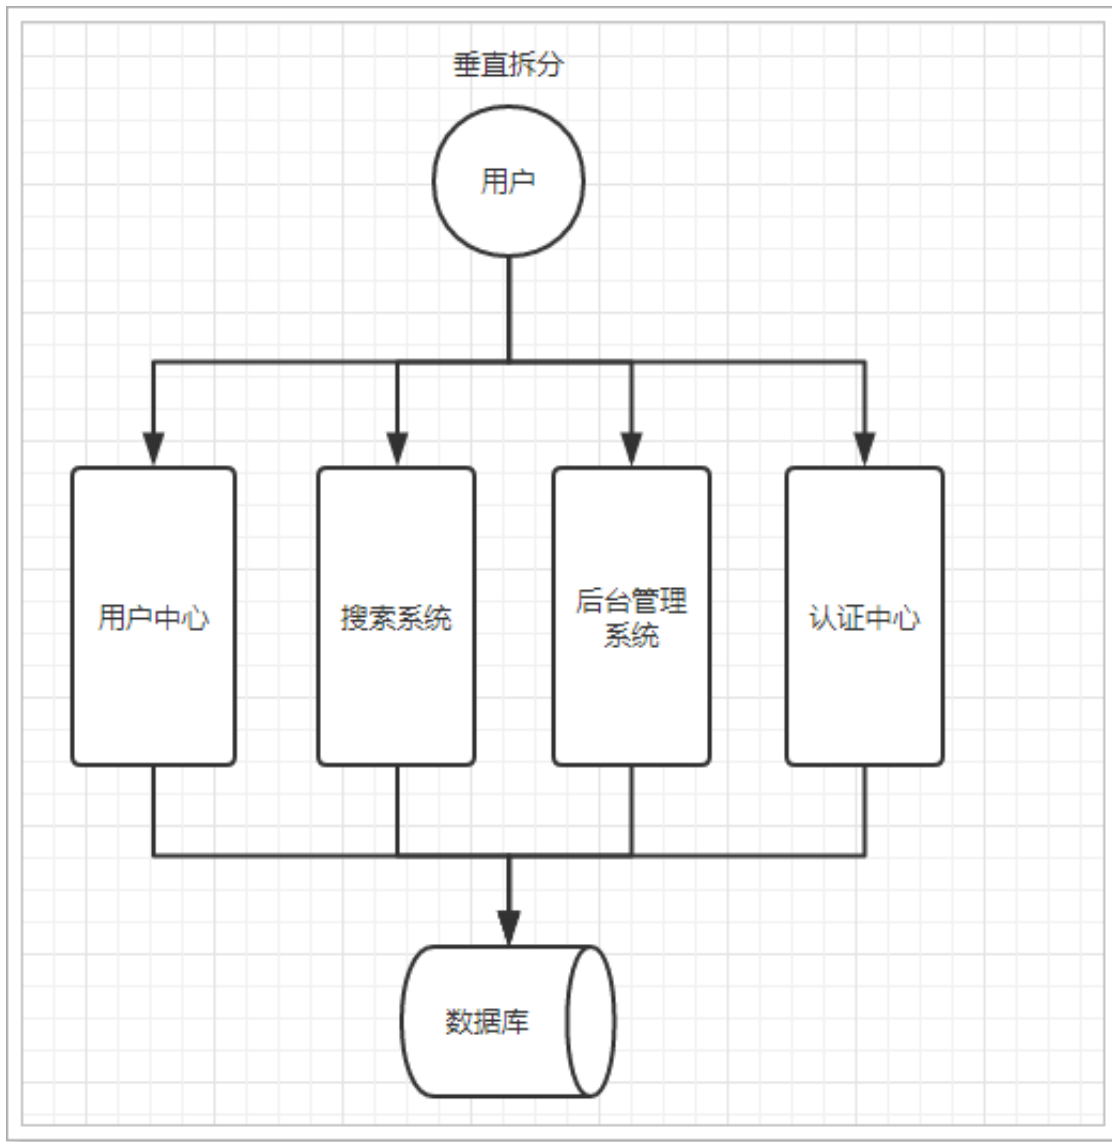 垂直拆分
用户
用户中心
搜索系统
后台管理
系统
认证中心
数据库